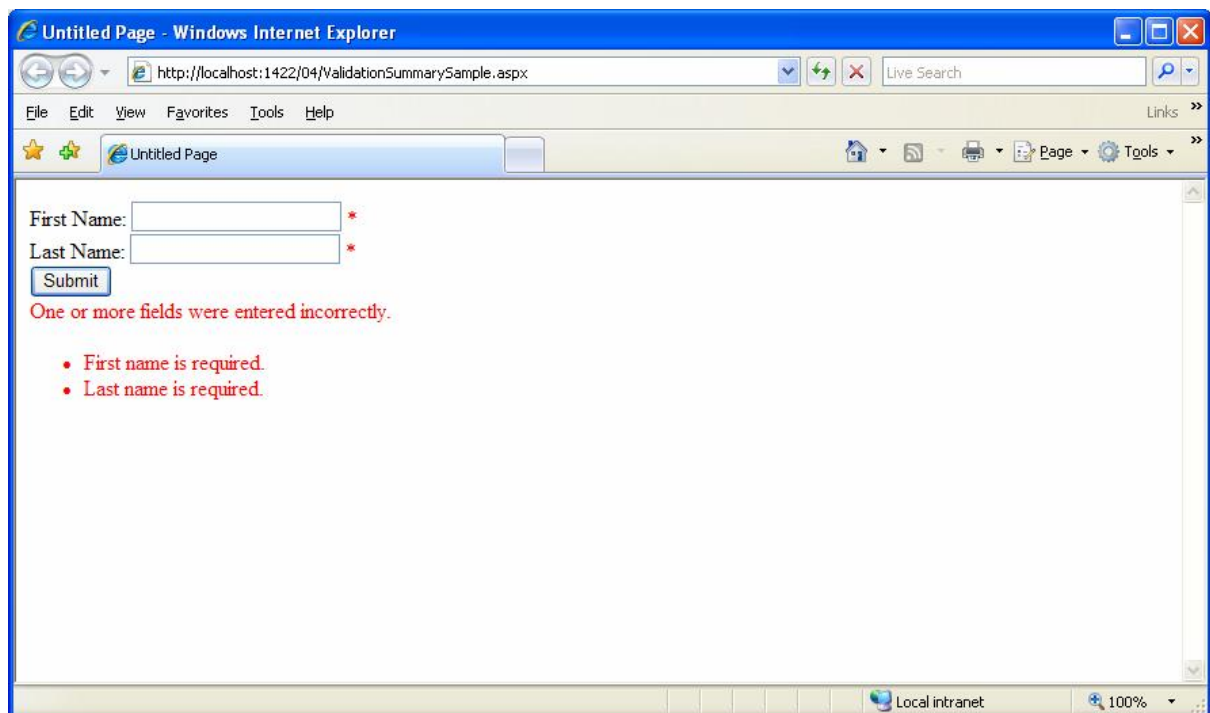 Untitled Page - Windows Internet Explorer
http://localhost:1422/04/ValidationSummarySample.aspx
Live Search
File Edit View Favorites Tools Help
Links »
Untitled Page
Page Tools »
First Name: *
Last Name: *
Submit
One or more fields were entered incorrectly.
• First name is required.
• Last name is required.
Local intranet 100%